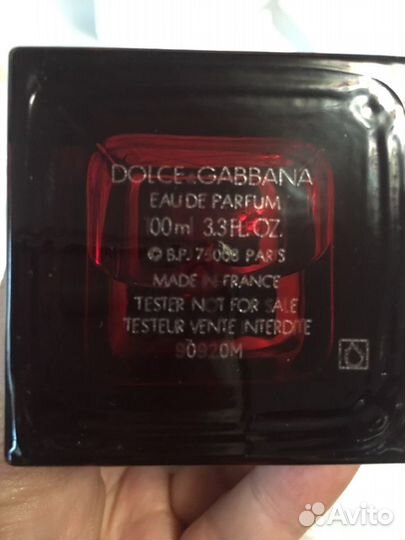 DOLCE & GABBANA
EAU DE PARFUM
100ml 3.3 FL.OZ.
© B.P. 75008 PARIS
MADE IN FRANCE
TESTER NOT FOR SALE
TESTEUR VENTE INTERDITE
90920M
Avito